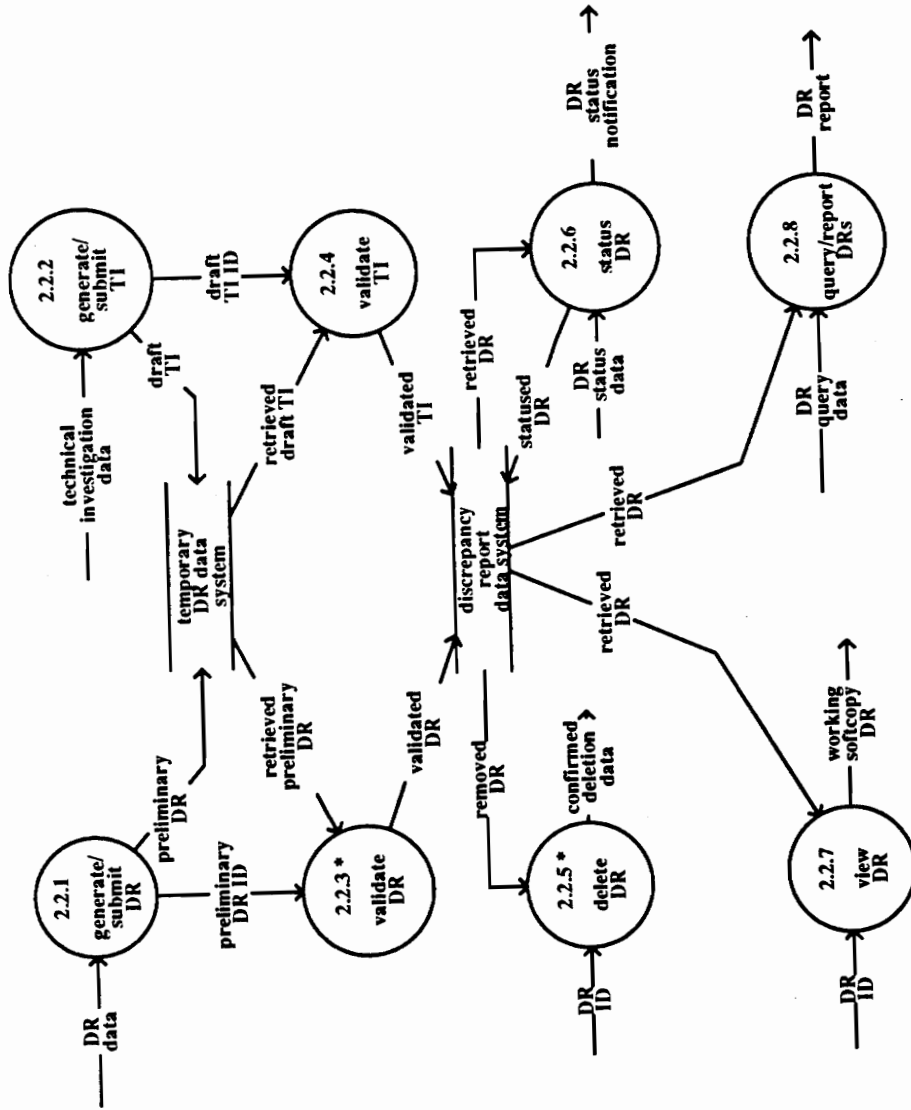 DR
data
2.2.1
generate/
submit
DR
preliminary
DR
preliminary
DR ID
technical
investigation
data
2.2.2
generate/
submit
TI
draft
TI
draft
TI ID
temporary
DR data
system
retrieved
preliminary
DR
retrieved
draft TI
2.2.3 *
validate
DR
2.2.4
validate
TI
validated
DR
validated
TI
discrepancy
report
data system
removed
DR
retrieved
DR
DR
ID
2.2.5 *
delete
DR
confirmed
deletion
data
statused
DR
DR
status
data
2.2.6
status
DR
DR
status
notification
retrieved
DR
retrieved
DR
DR
ID
2.2.7
view
DR
working
softcopy
DR
DR
query
data
2.2.8
query/report
DRs
DR
report